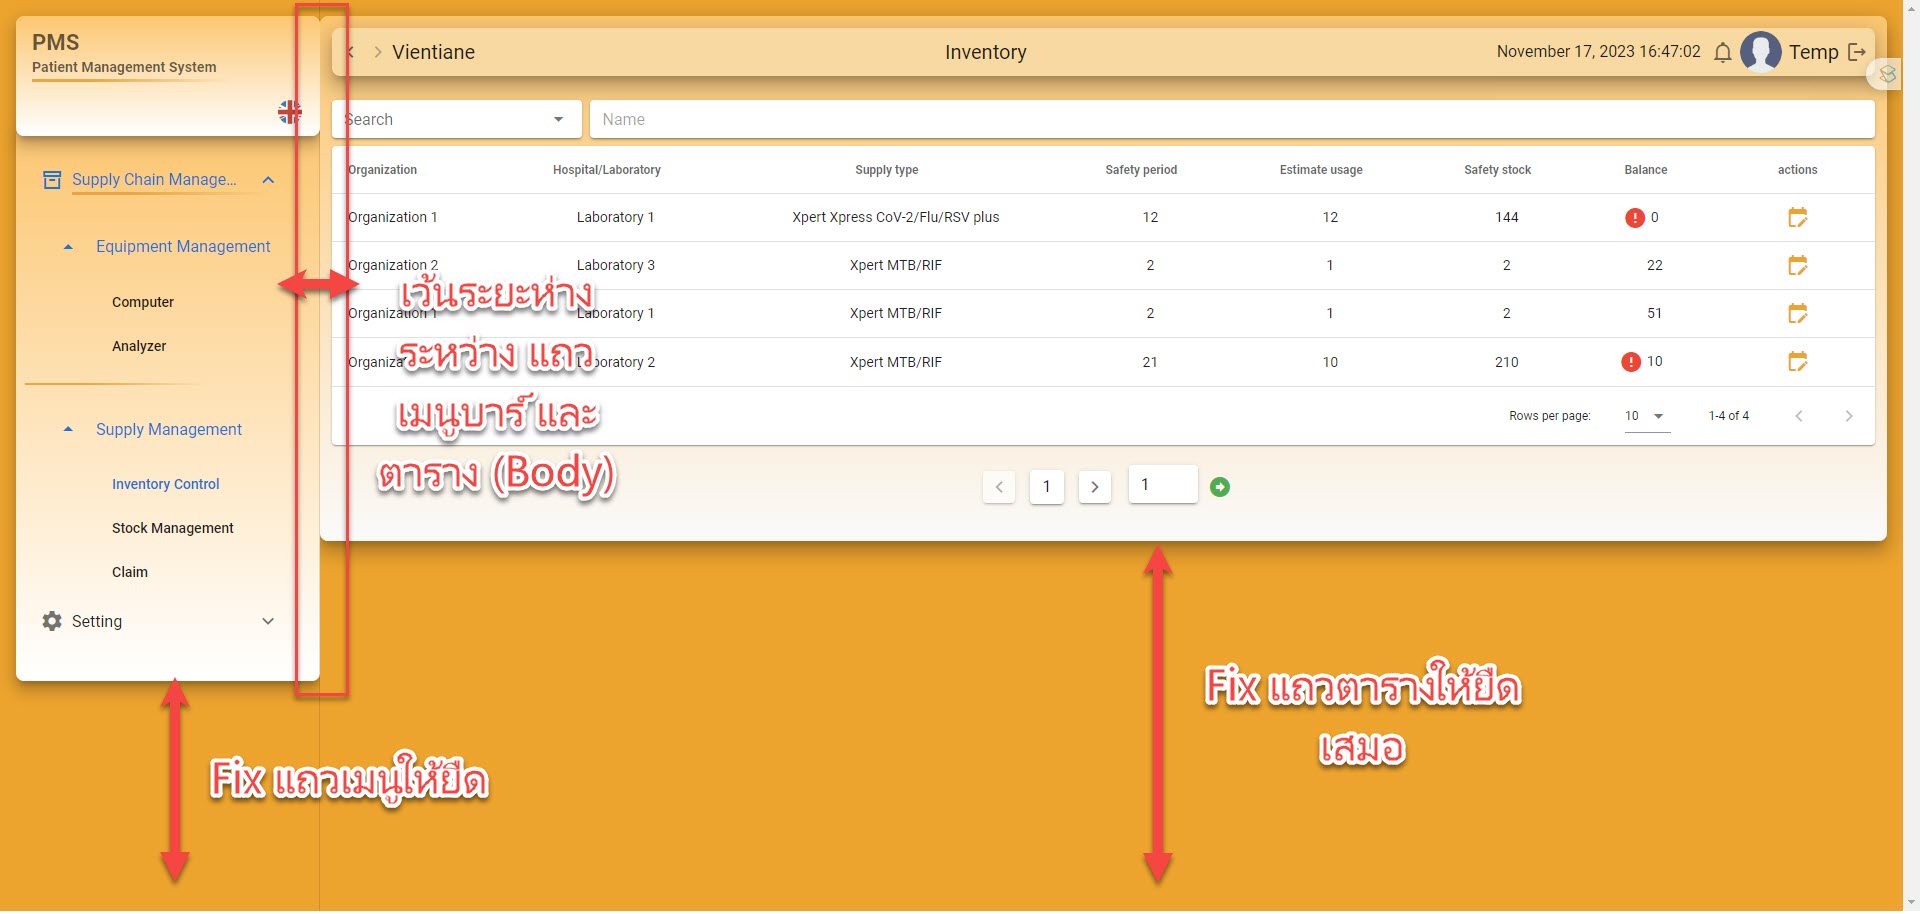 PMS
Patient Management System
Vientiane
Inventory
November 17, 2023 16:47:02
Temp
Search
Name
Supply Chain Manage...
Equipment Management
Computer
Analyzer
Supply Management
Inventory Control
Stock Management
Claim
Setting
Organization Hospital/Laboratory Supply type Safety period Estimate usage Safety stock Balance actions
Organization 1 Laboratory 1 Xpert Xpress CoV-2/Flu/RSV plus 12 12 144 0
Organization 2 Laboratory 3 Xpert MTB/RIF 2 1 2 22
Organization 1 Laboratory 1 Xpert MTB/RIF 2 1 2 51
Laboratory 2 Xpert MTB/RIF 21 10 210 10
Rows per page: 10 1-4 of 4
1 1
เว้นระยะห่าง
ระหว่าง แถว
เมนูบาร์ และ
ตาราง (Body)
Fix แถวเมนูให้ยืด
Fix แถวตารางให้ยืด
เสมอ